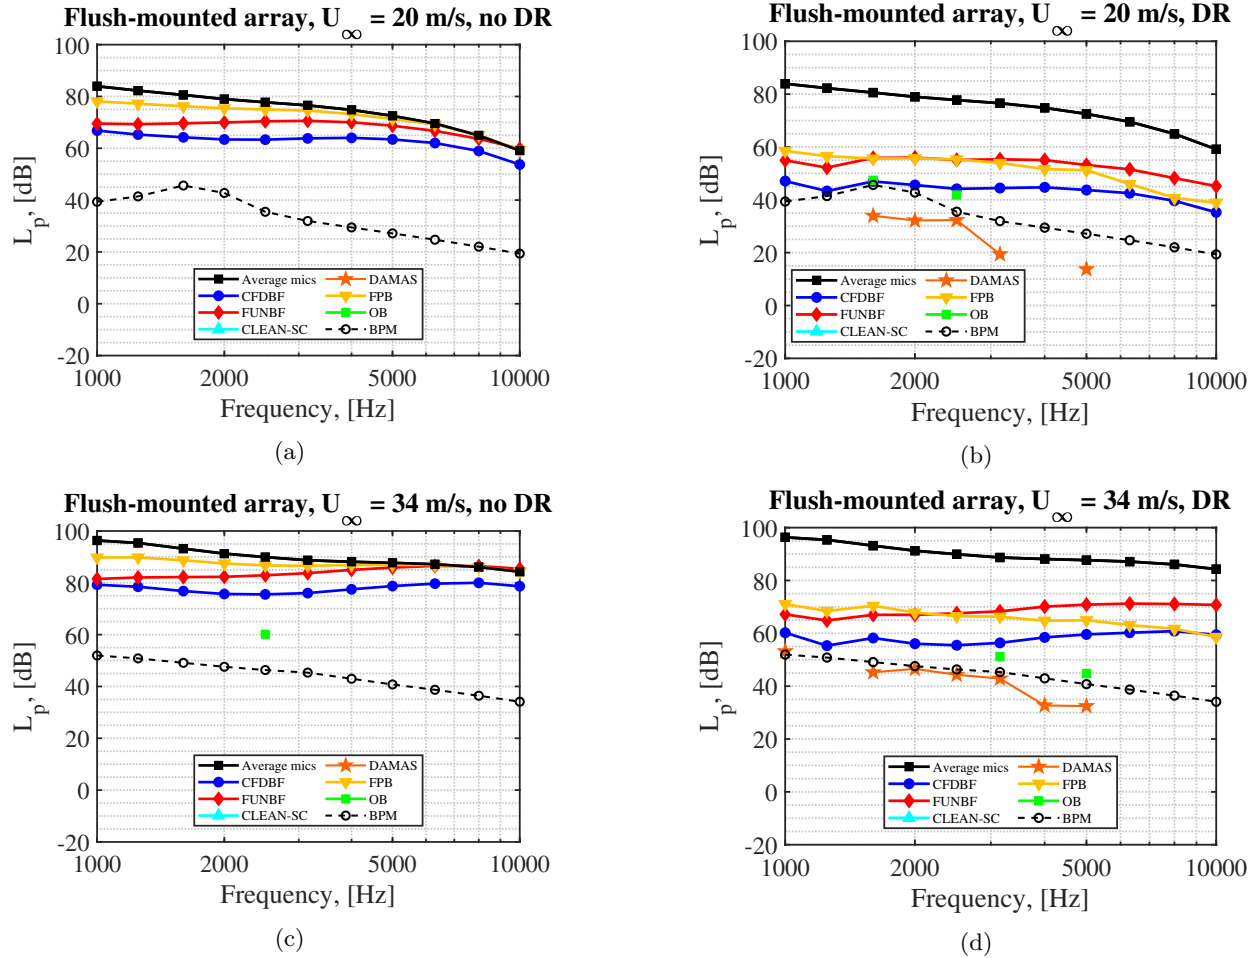 Flush-mounted array, U∞ = 20 m/s, no DR
100
80
60
40
20
0
-20
L_p, [dB]
1000 2000 5000 10000
Frequency, [Hz]
Average mics DAMAS
CFDBF FPB
FUNBF OB
CLEAN-SC BPM
(a)
Flush-mounted array, U∞ = 20 m/s, DR
100
80
60
40
20
0
-20
L_p, [dB]
1000 2000 5000 10000
Frequency, [Hz]
Average mics DAMAS
CFDBF FPB
FUNBF OB
CLEAN-SC BPM
(b)
Flush-mounted array, U∞ = 34 m/s, no DR
100
80
60
40
20
0
-20
L_p, [dB]
1000 2000 5000 10000
Frequency, [Hz]
Average mics DAMAS
CFDBF FPB
FUNBF OB
CLEAN-SC BPM
(c)
Flush-mounted array, U∞ = 34 m/s, DR
100
80
60
40
20
0
-20
L_p, [dB]
1000 2000 5000 10000
Frequency, [Hz]
Average mics DAMAS
CFDBF FPB
FUNBF OB
CLEAN-SC BPM
(d)